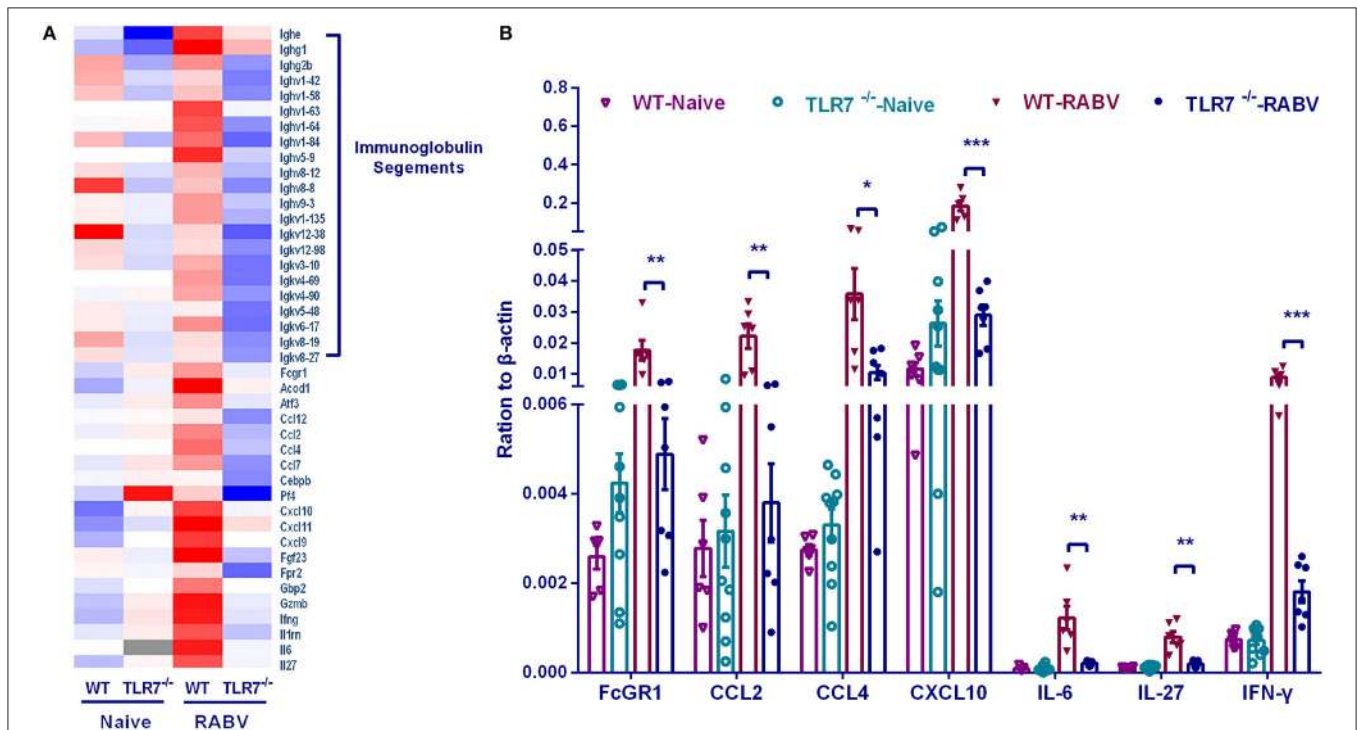 A
Ighe
Ighg1
Ighg2b
Ighv1-42
Ighv1-58
Ighv1-63
Ighv1-64
Ighv1-84
Ighv5-9
Ighv8-12
Ighv8-8
Ighv9-3
Igkv1-135
Igkv12-38
Igkv12-98
Igkv3-10
Igkv4-69
Igkv4-90
Igkv5-48
Igkv6-17
Igkv8-19
Igkv8-27
Fcgr1
Acod1
Atf3
Ccl12
Ccl2
Ccl4
Ccl7
Cebpb
Pf4
Cxcl10
Cxcl11
Cxcl9
Fgf23
Fpr2
Gbp2
Gzmb
Ifng
Il1rn
Il6
Il27
Immunoglobulin
Segements
WT TLR7-/- WT TLR7-/-
Naive RABV
B
WT-Naive TLR7 -/--Naive WT-RABV TLR7 -/--RABV
Ration to β-actin
0.8
0.6
0.4
0.2
0.05
0.04
0.03
0.02
0.01
0.006
0.004
0.002
0.000
** ** * *** ** ** ***
FcGR1 CCL2 CCL4 CXCL10 IL-6 IL-27 IFN-γ